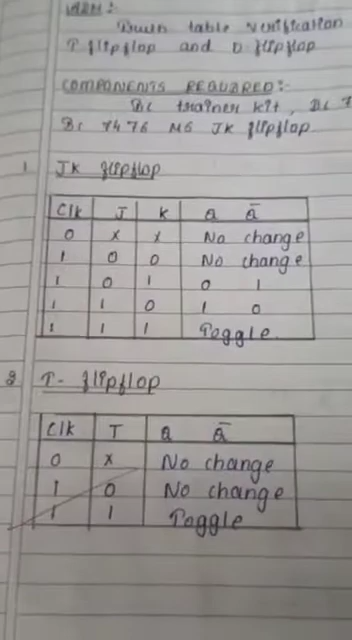 AIM:
Truth table verification
T flipflop and D flipflop
COMPONENTS REQUIRED:-
IC trainer kit, IC 7
IC 7476 MS JK flipflop
1 JK flipflop
Clk J K Q Q̄
0 x x No change
1 0 0 No change
1 0 1 0 1
1 1 0 1 0
1 1 1 Toggle
2 T- flipflop
Clk T Q Q̄
0 x No change
1 0 No change
1 1 Toggle